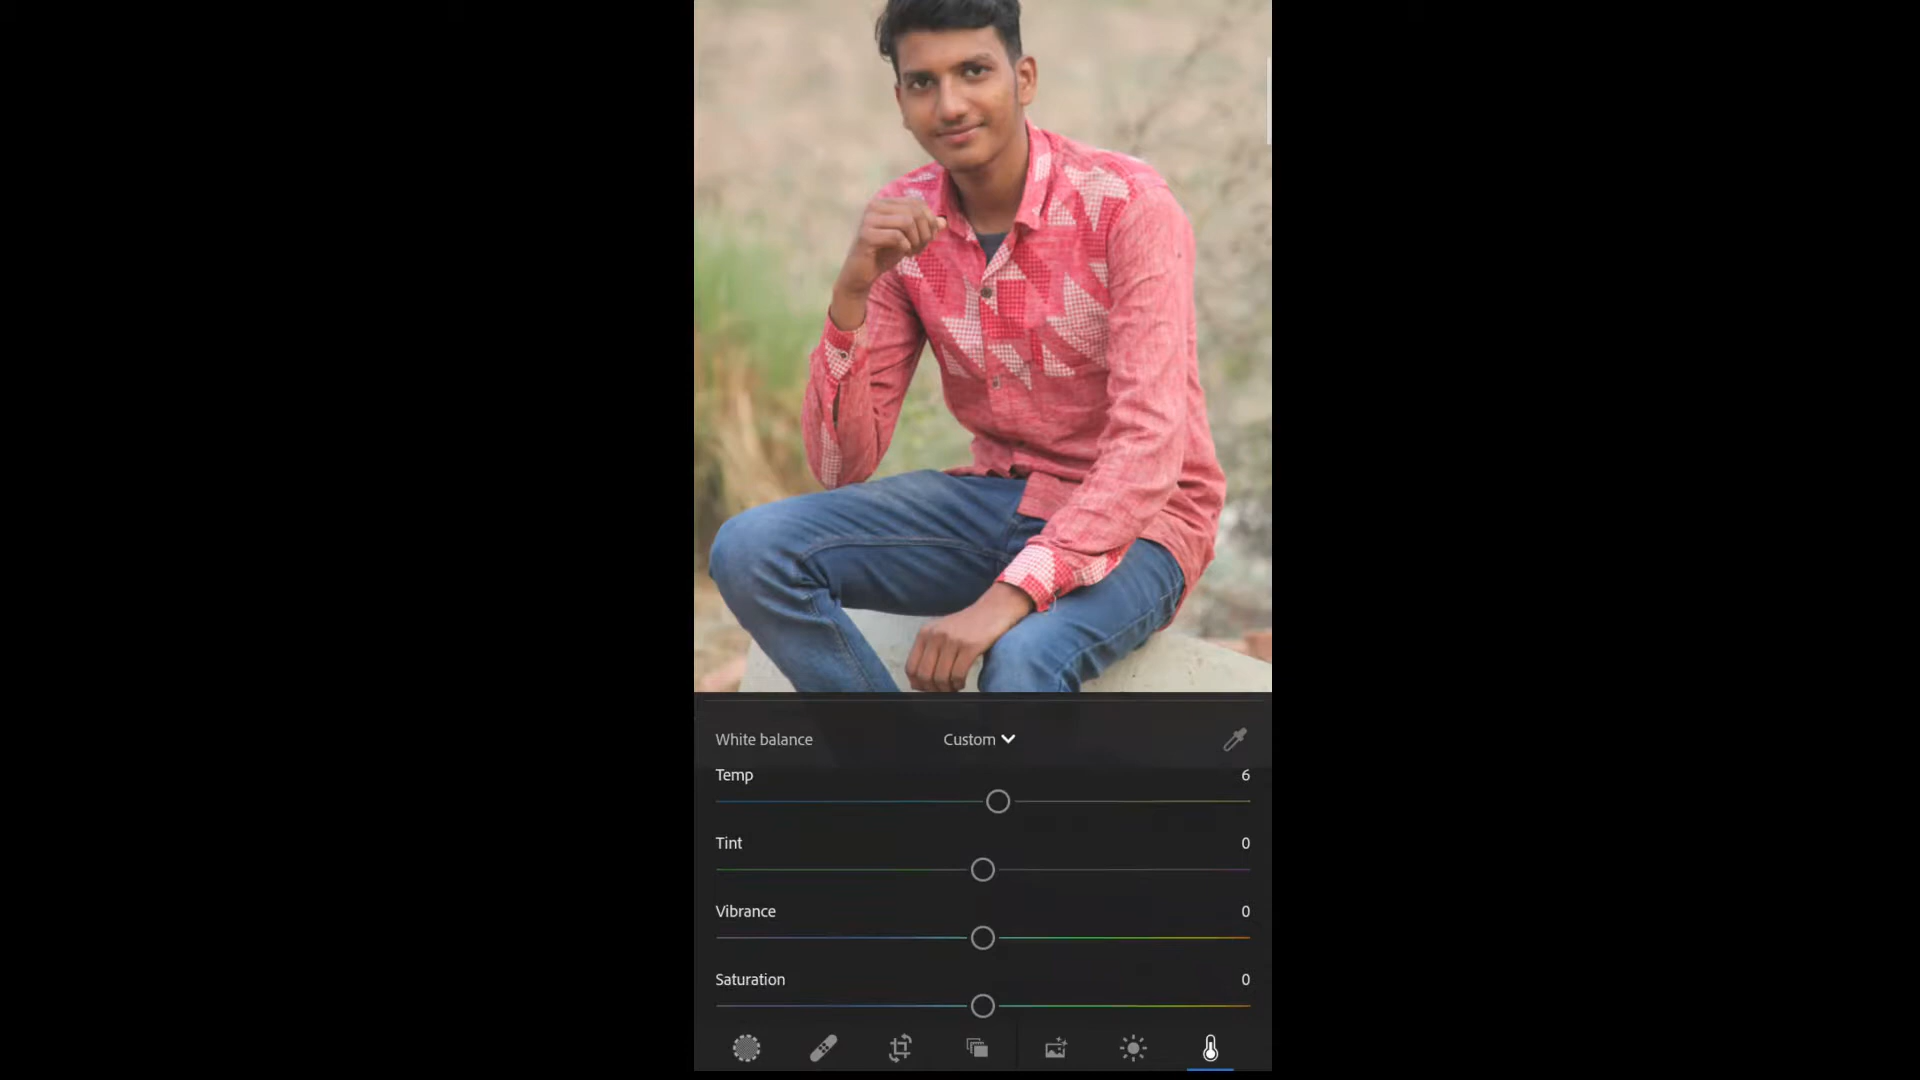 White balance Custom
Temp 6
Tint 0
Vibrance 0
Saturation 0